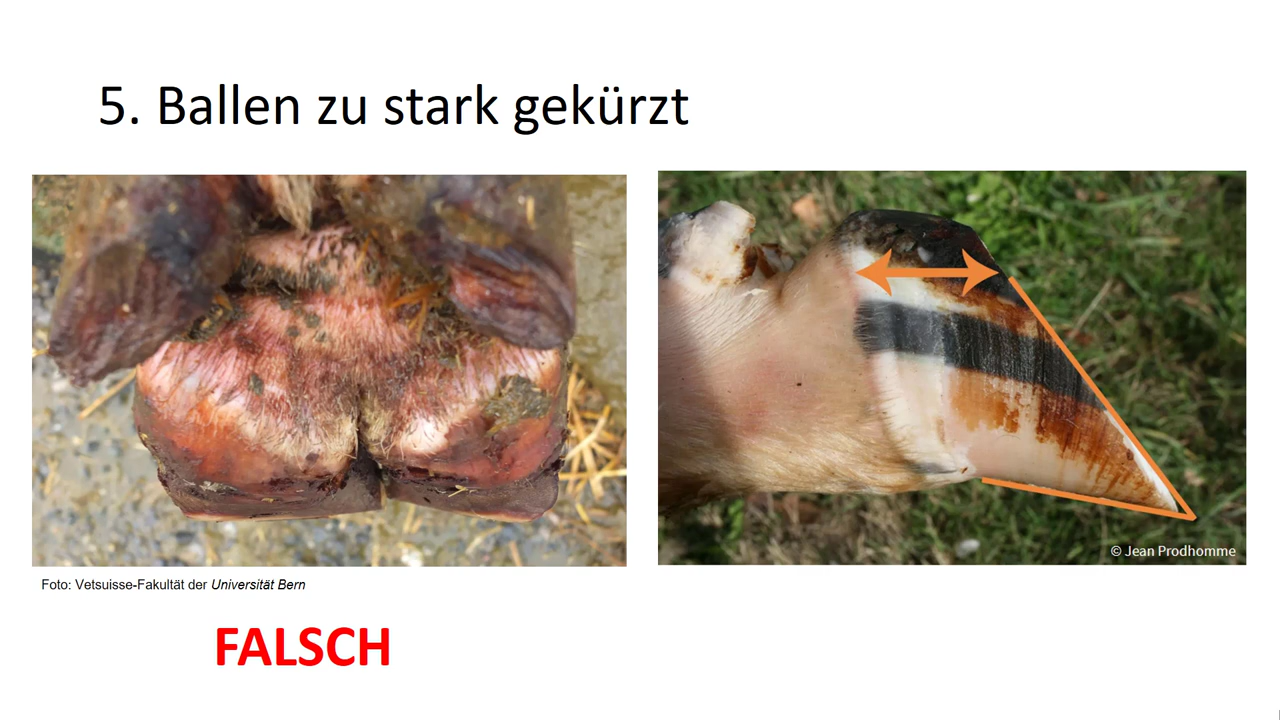 5. Ballen zu stark gekürzt
© Jean Prodhomme
Foto: Vetsuisse-Fakultät der Universität Bern
FALSCH